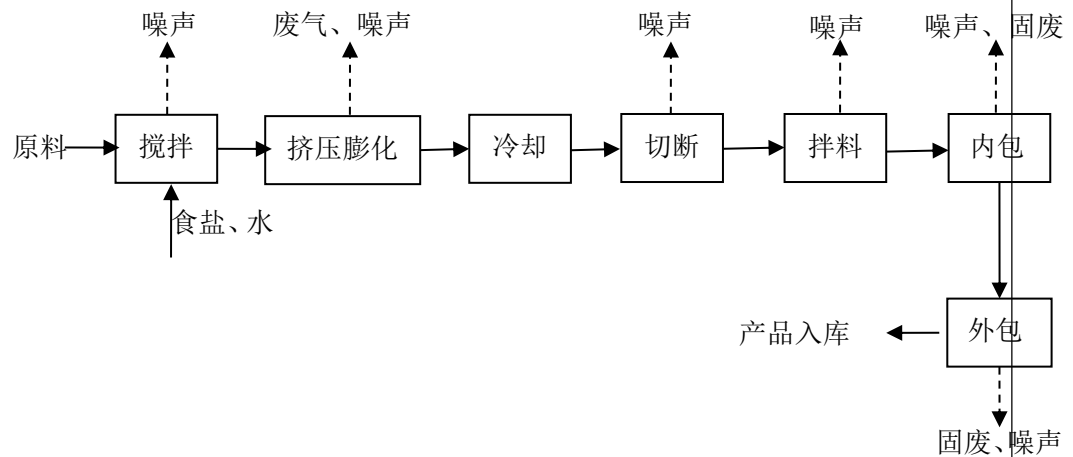 噪声
废气、噪声
噪声
噪声
噪声、固废
原料
搅拌
挤压膨化
冷却
切断
拌料
内包
食盐、水
产品入库
外包
固废、噪声